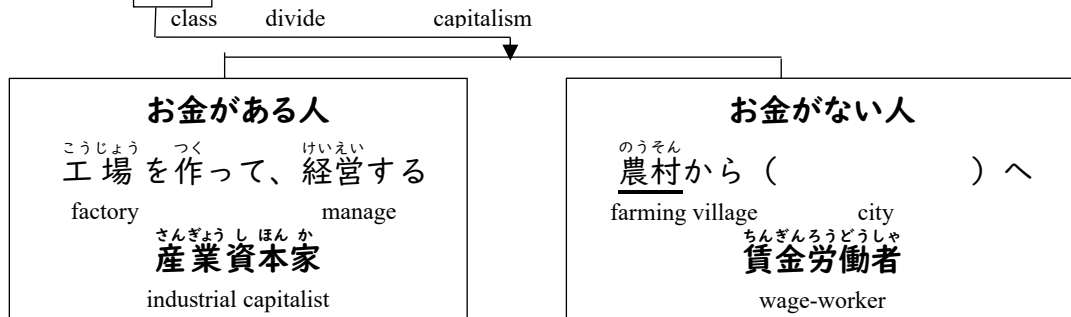 class divide capitalism
お金がある人
こうじょう つく けいえい
工場を作って、経営する
factory manage
さんぎょうしほんか
産業資本家
industrial capitalist
お金がない人
のうそん
農村から（　　　　　　　）へ
farming village city
ちんぎんろうどうしゃ
賃金労働者
wage-worker